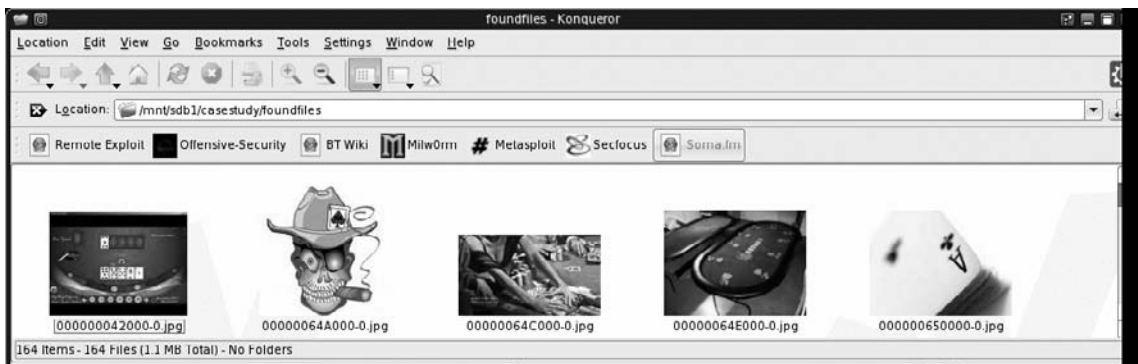 foundfiles - Konqueror
Location Edit View Go Bookmarks Tools Settings Window Help
Location: /mnt/sdb1/casestudy/foundfiles
Remote Exploit Offensive-Security BT Wiki Milw0rm Metasploit Secfocus Soma.fm
000000042000-0.jpg 00000064A000-0.jpg 00000064C000-0.jpg 00000064E000-0.jpg 000000650000-0.jpg
164 Items - 164 Files (1.1 MB Total) - No Folders